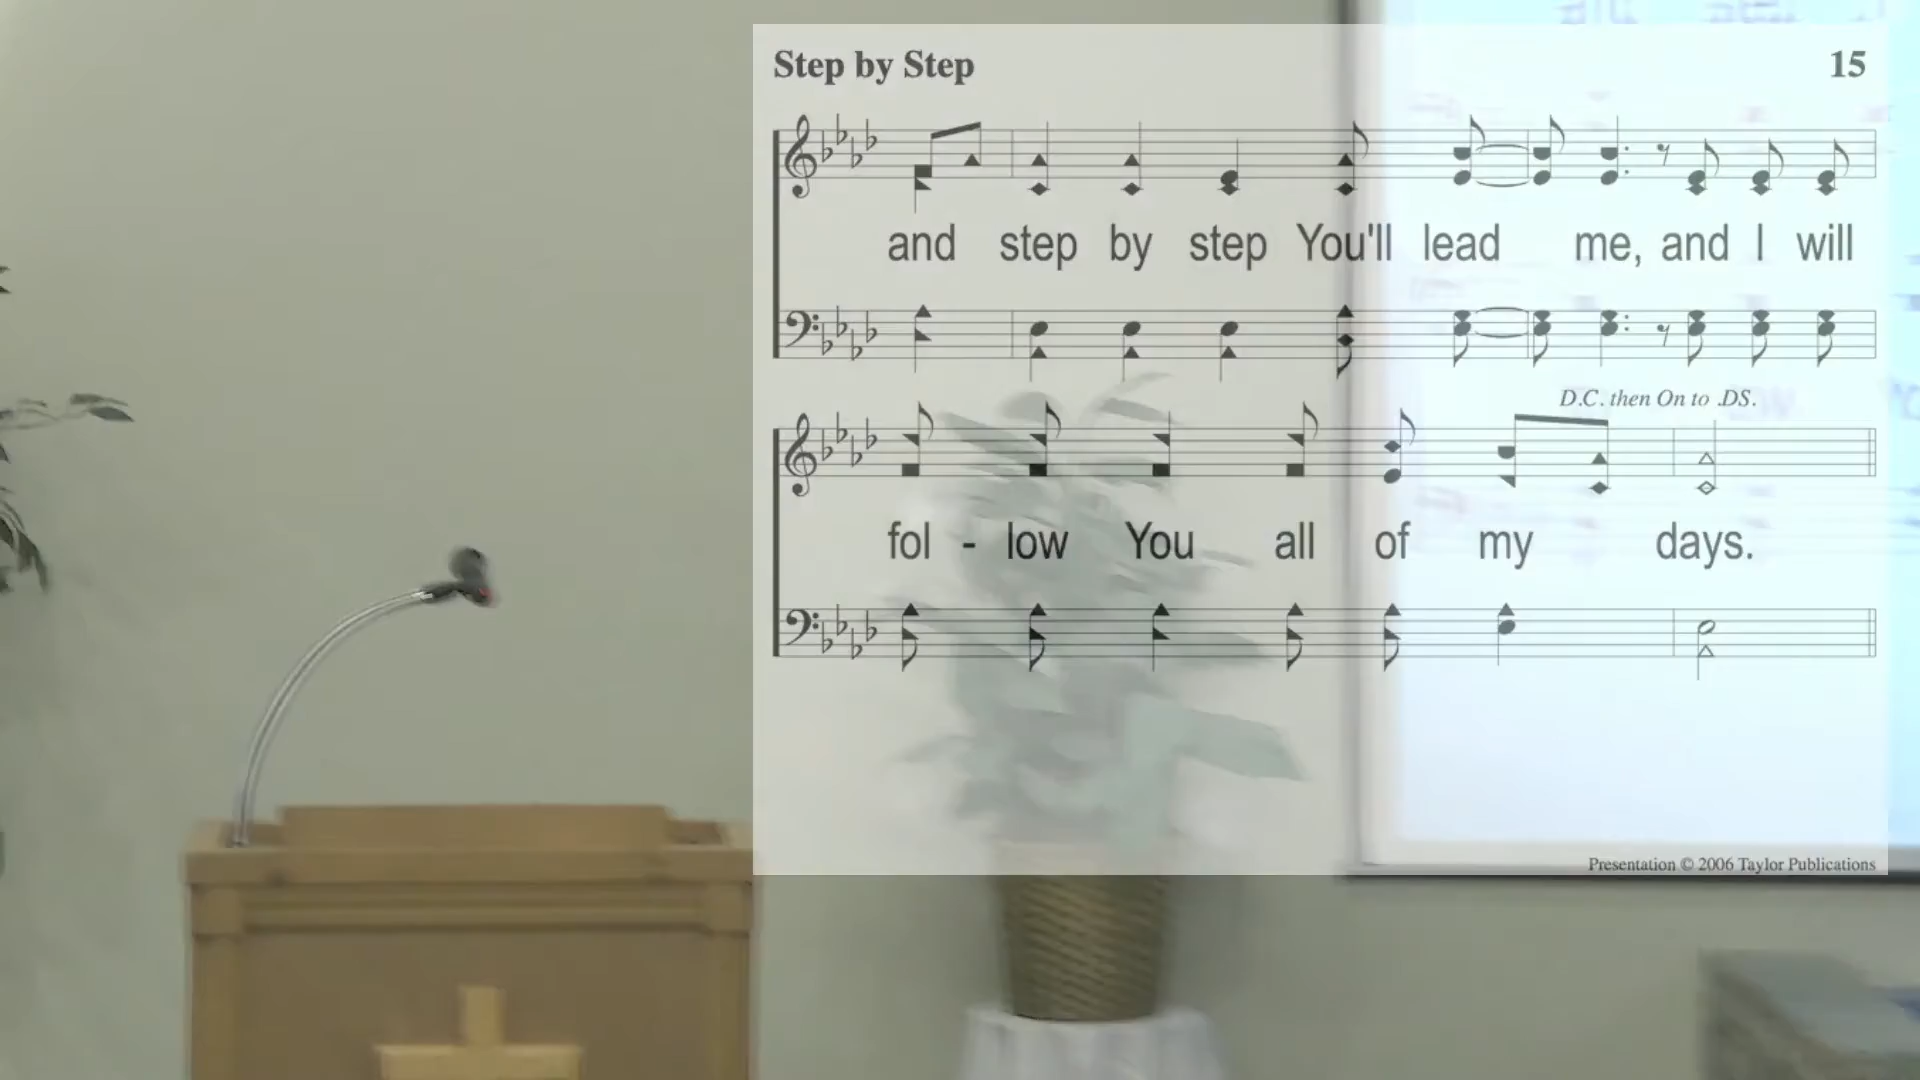 Step by Step 15
and step by step You'll lead me, and I will
D.C. then On to .DS.
fol - low You all of my days.
Presentation © 2006 Taylor Publications